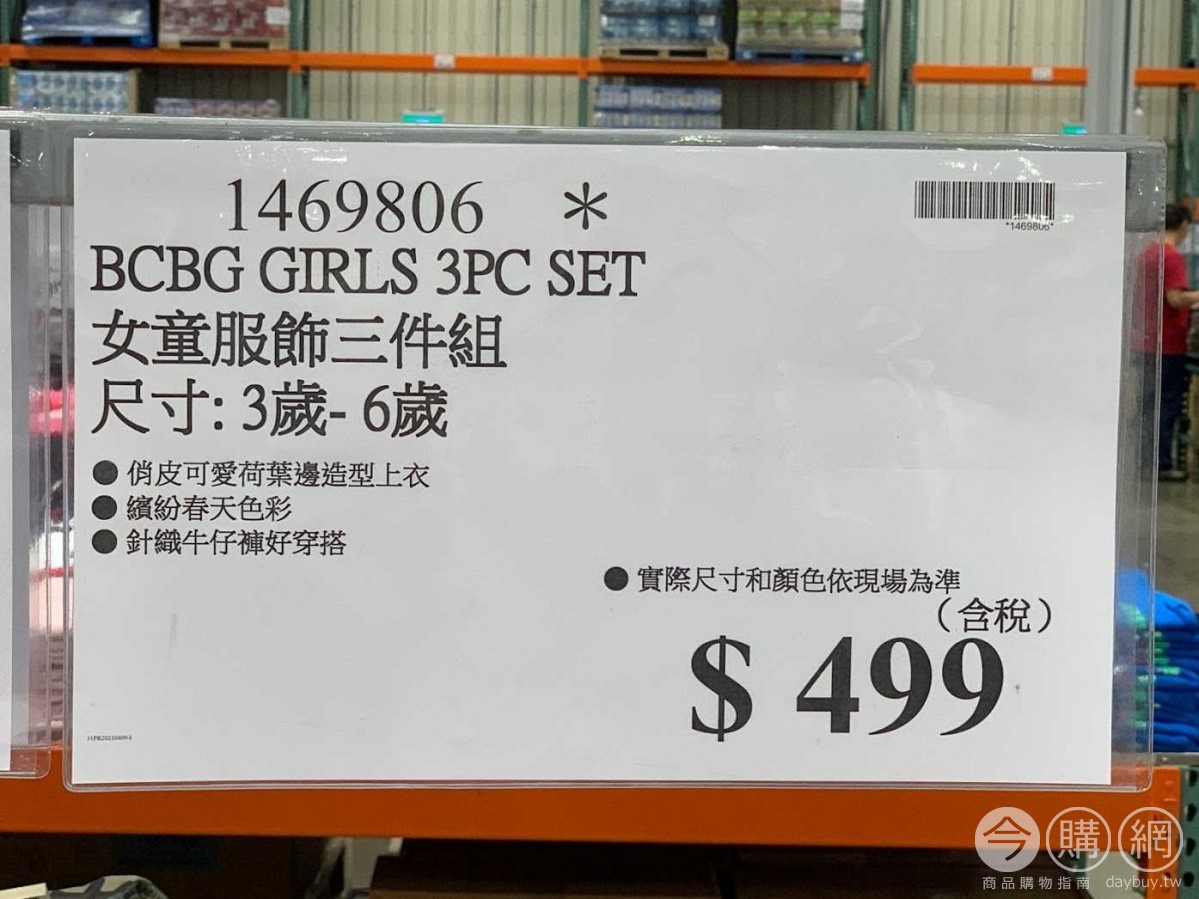 1469806 *
*1469806*
BCBG GIRLS 3PC SET
女童服飾三件組
尺寸: 3歲- 6歲
● 俏皮可愛荷葉邊造型上衣
● 繽紛春天色彩
● 針織牛仔褲好穿搭
● 實際尺寸和顏色依現場為準
（含稅）
$ 499
今購網
商品購物指南 daybuy.tw